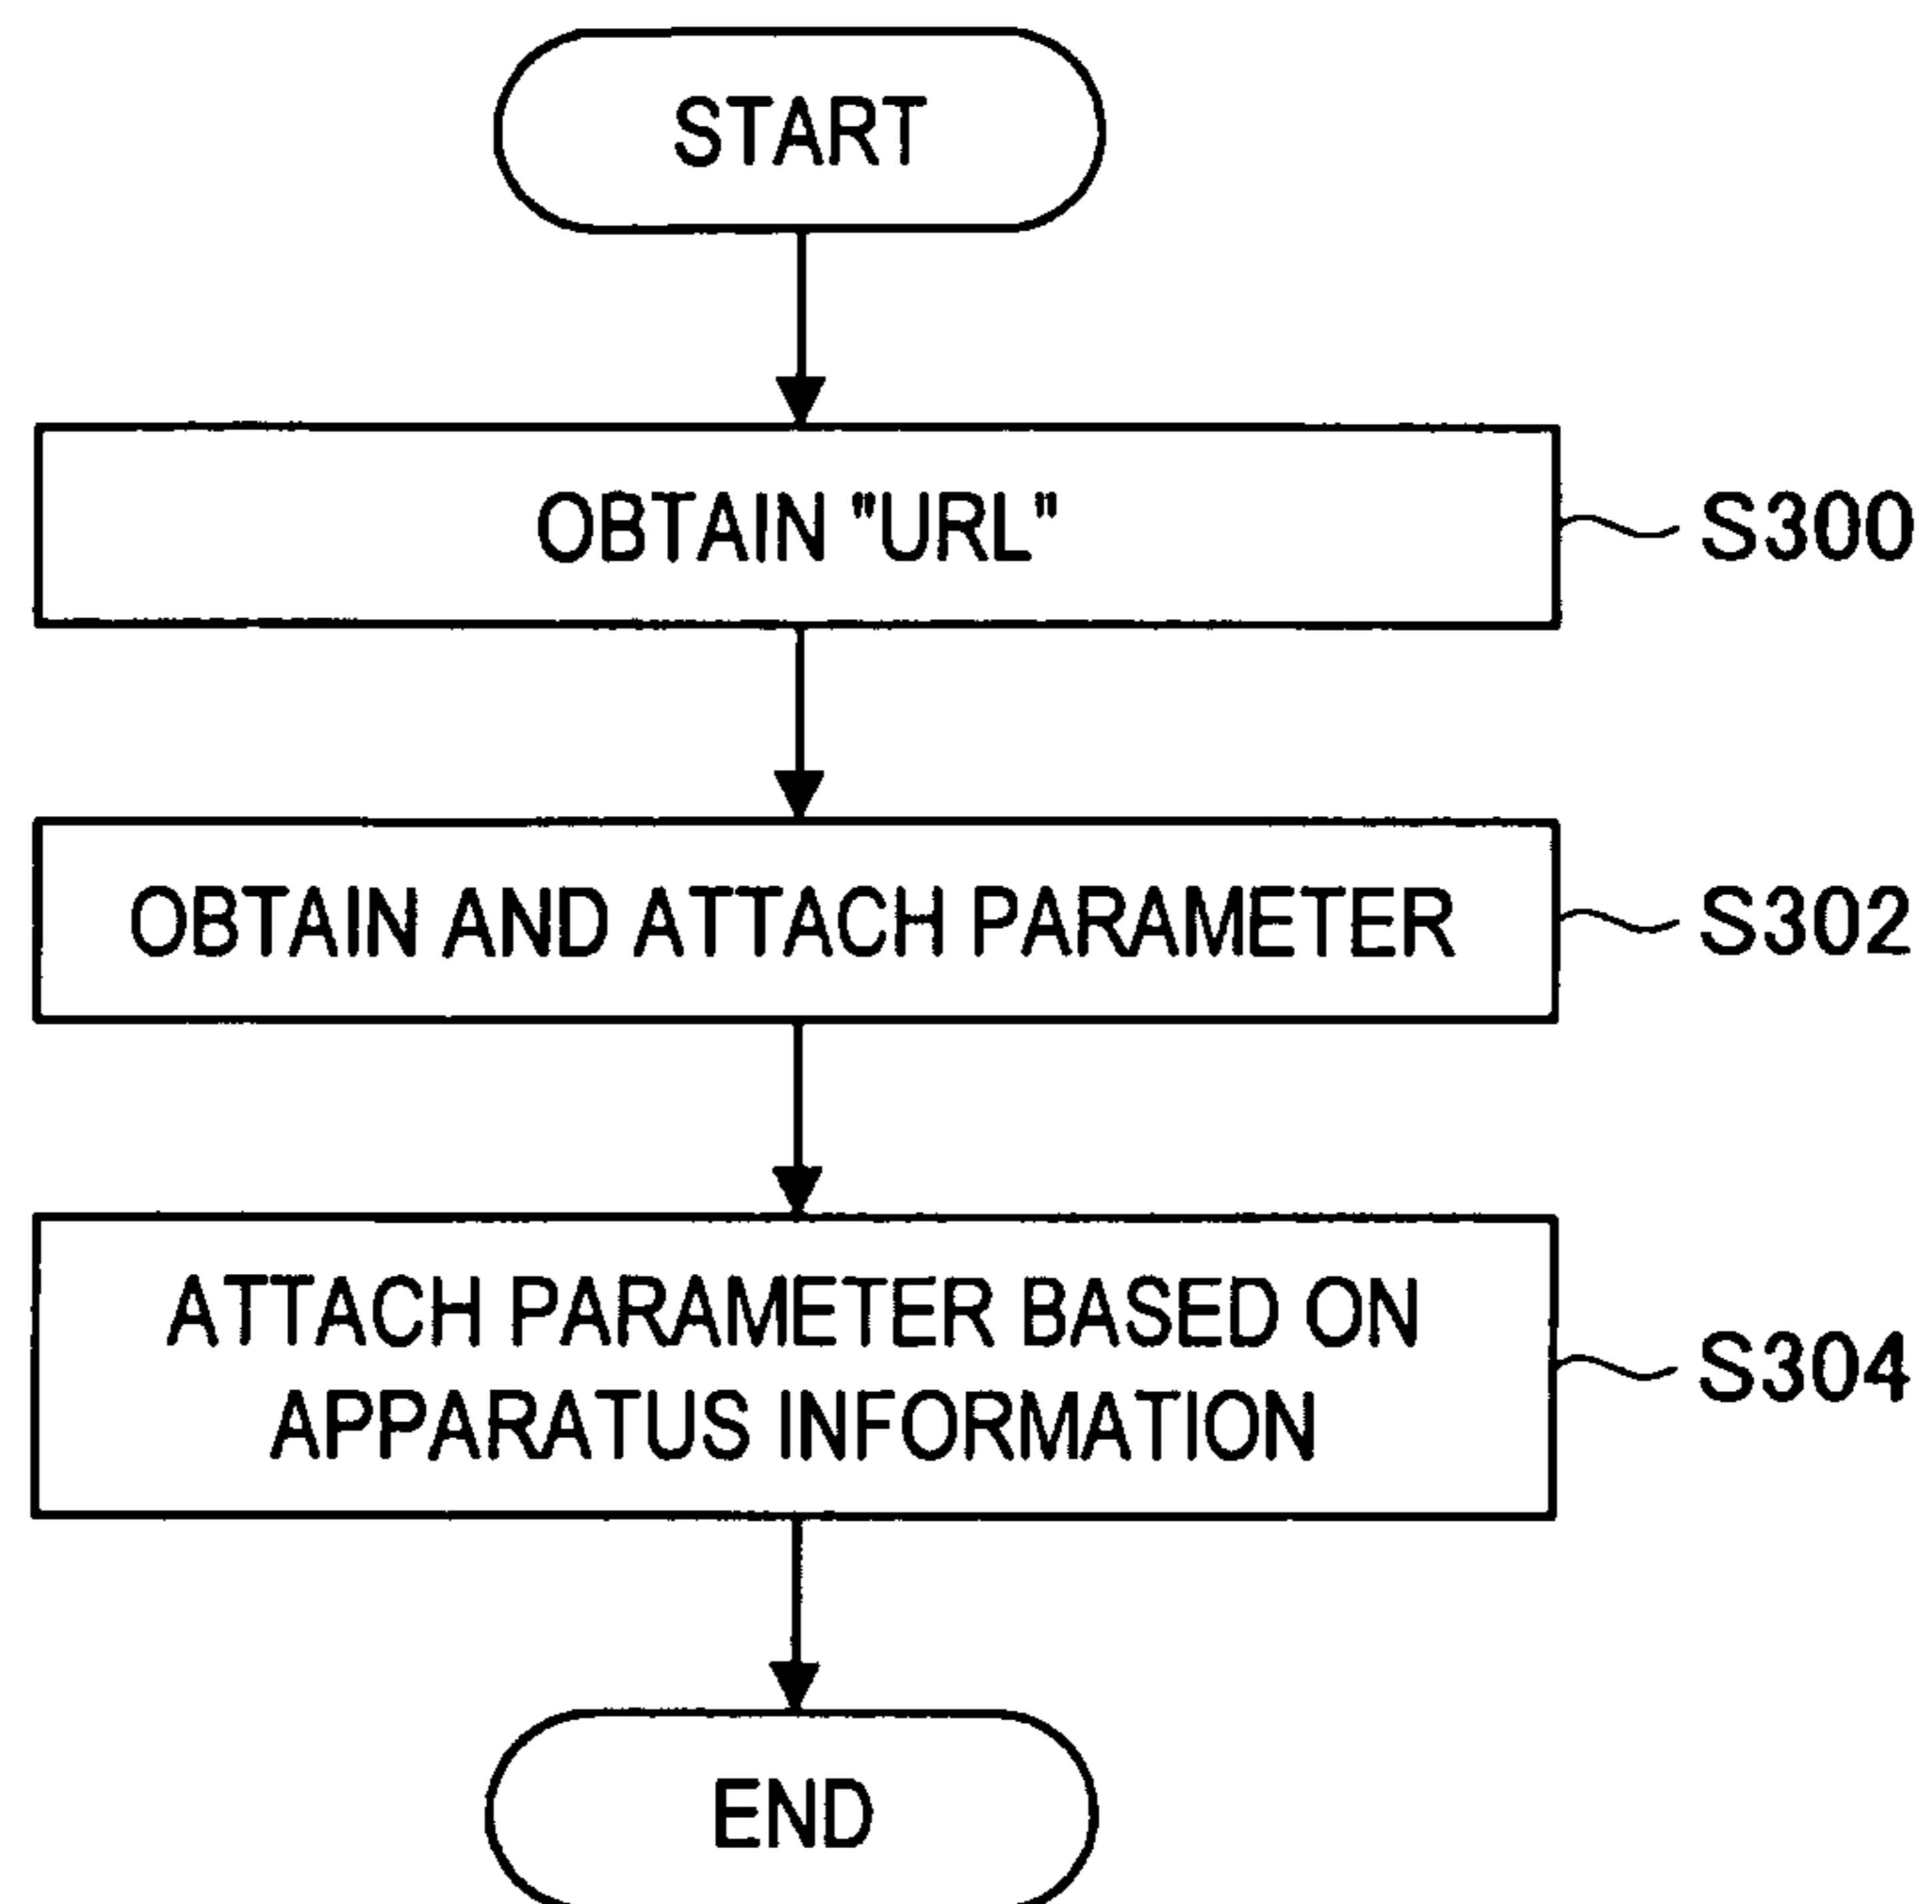 START
OBTAIN "URL"
S300
OBTAIN AND ATTACH PARAMETER
S302
ATTACH PARAMETER BASED ON
APPARATUS INFORMATION
S304
END